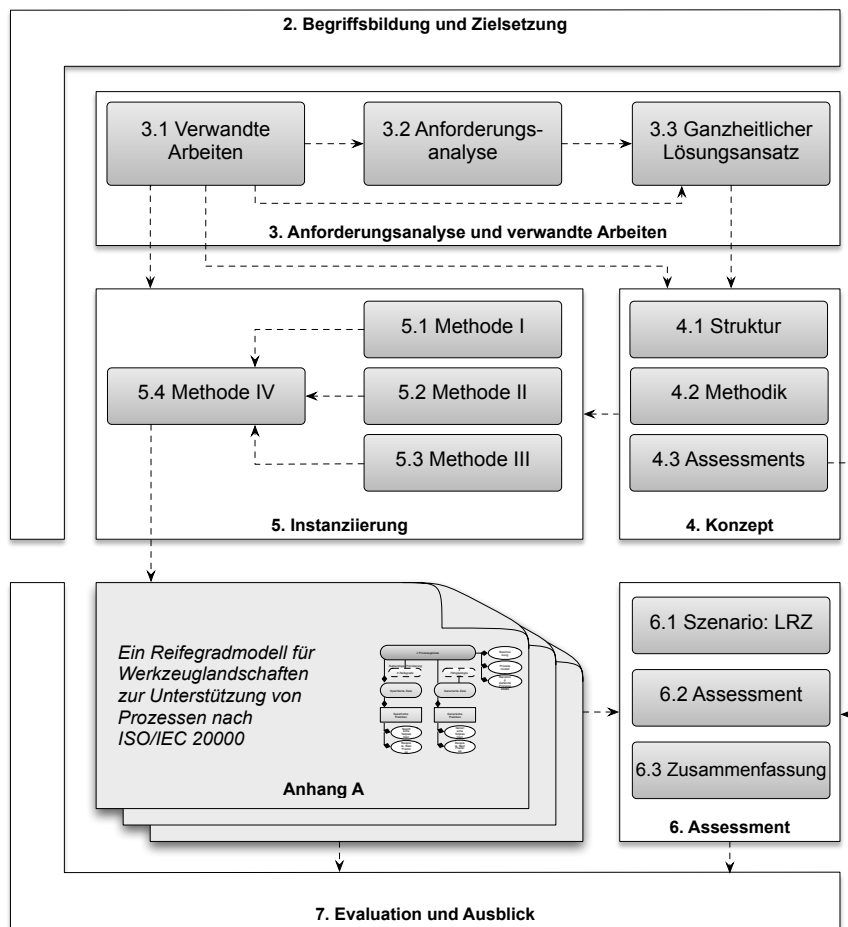 2. Begriffsbildung und Zielsetzung
3.1 Verwandte
Arbeiten
3.2 Anforderungs-
analyse
3.3 Ganzheitlicher
Lösungsansatz
3. Anforderungsanalyse und verwandte Arbeiten
5.1 Methode I
5.4 Methode IV
5.2 Methode II
5.3 Methode III
5. Instanziierung
4.1 Struktur
4.2 Methodik
4.3 Assessments
4. Konzept
Ein Reifegradmodell für
Werkzeuglandschaften
zur Unterstützung von
Prozessen nach
ISO/IEC 20000
Anhang A
6.1 Szenario: LRZ
6.2 Assessment
6.3 Zusammenfassung
6. Assessment
7. Evaluation und Ausblick